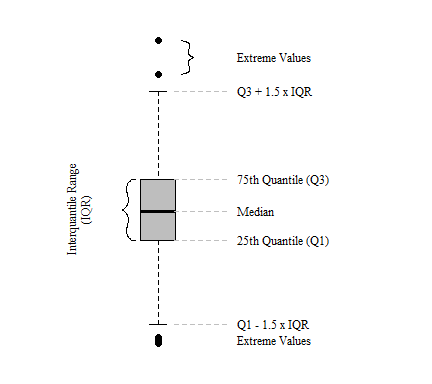 Extreme Values
Q3 + 1.5 x IQR
75th Quantile (Q3)
Interquantile Range
(IQR)
Median
25th Quantile (Q1)
Q1 - 1.5 x IQR
Extreme Values